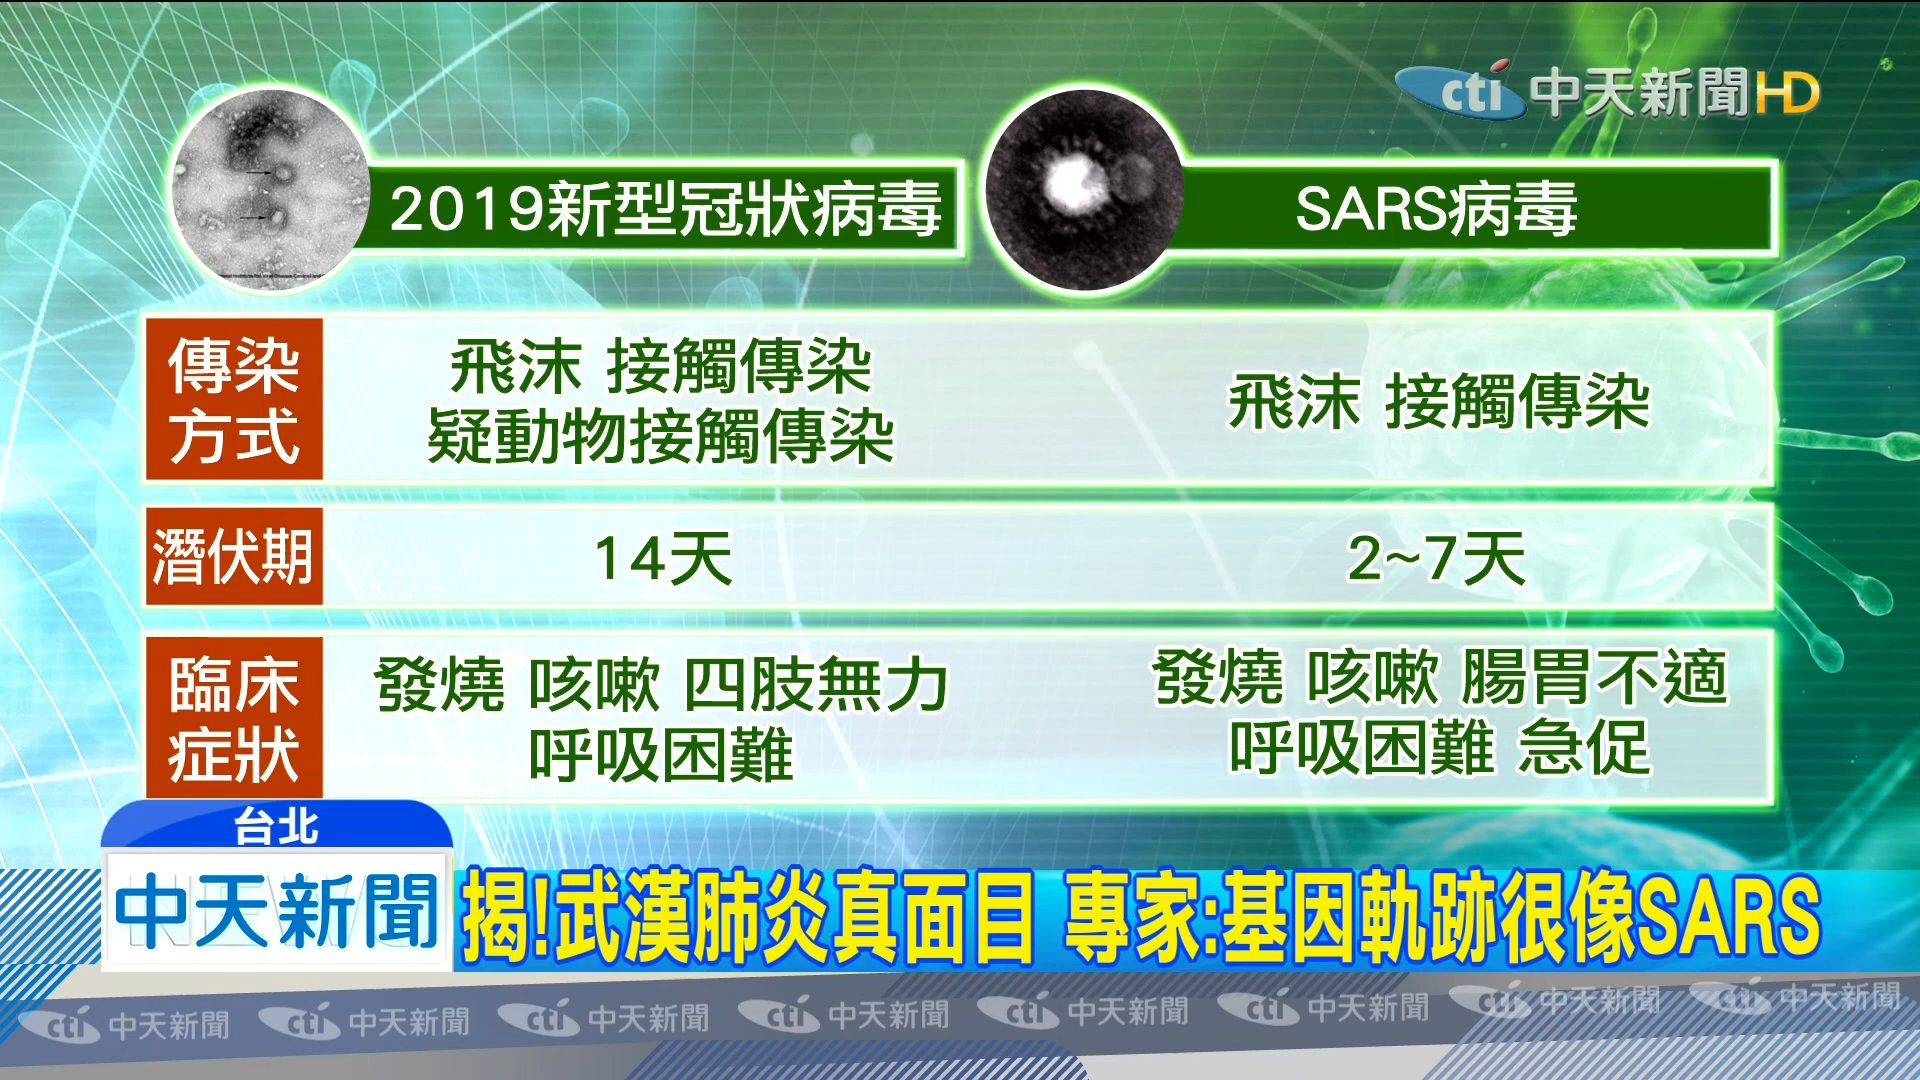 cti 中天新聞HD
2019新型冠狀病毒
SARS病毒
傳染
方式
飛沫 接觸傳染
疑動物接觸傳染
飛沫 接觸傳染
潛伏期
14天
2~7天
臨床
症狀
發燒 咳嗽 四肢無力
呼吸困難
發燒 咳嗽 腸胃不適
呼吸困難 急促
台北
中天新聞
揭!武漢肺炎真面目 專家:基因軌跡很像SARS
cti 中天新聞 cti 中天新聞 cti 中天新聞 cti 中天新聞 cti 中天新聞 cti 中天新聞 cti 中天新聞 cti 中天新聞